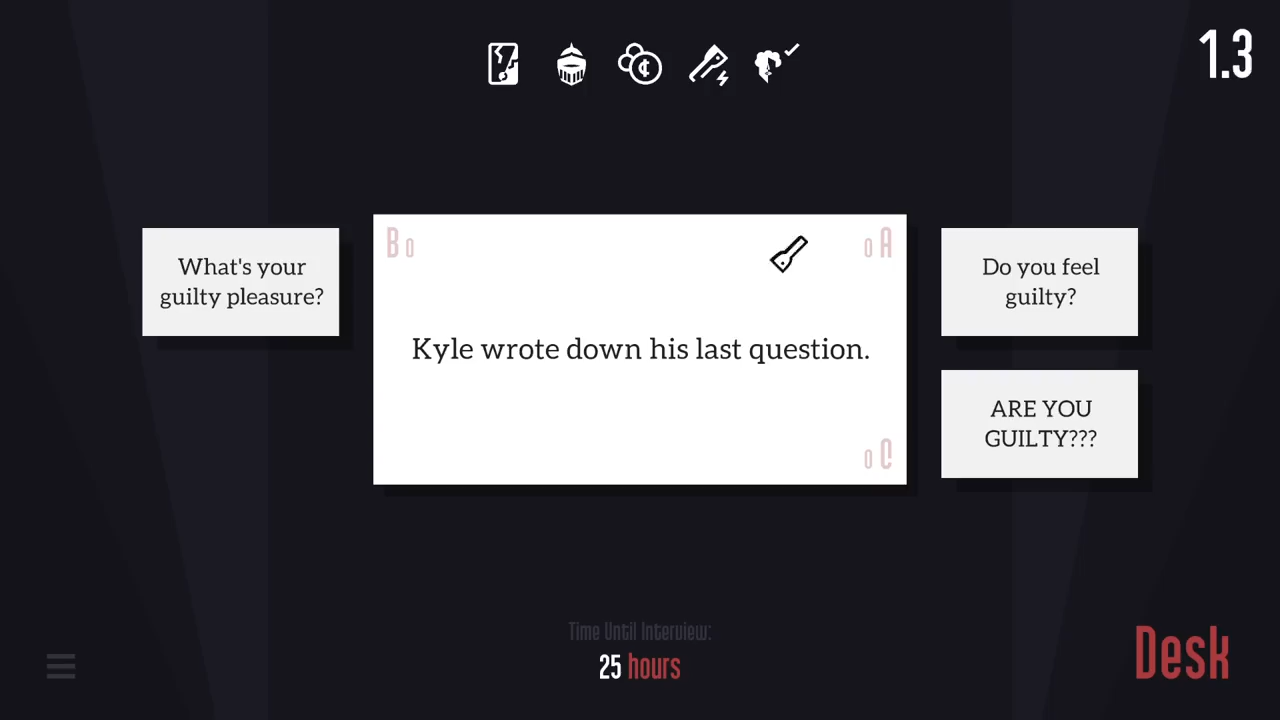 1.3
What's your
guilty pleasure?
B 0
0 A
Kyle wrote down his last question.
0 C
Do you feel
guilty?
ARE YOU
GUILTY???
Time Until Interview:
25 hours
Desk